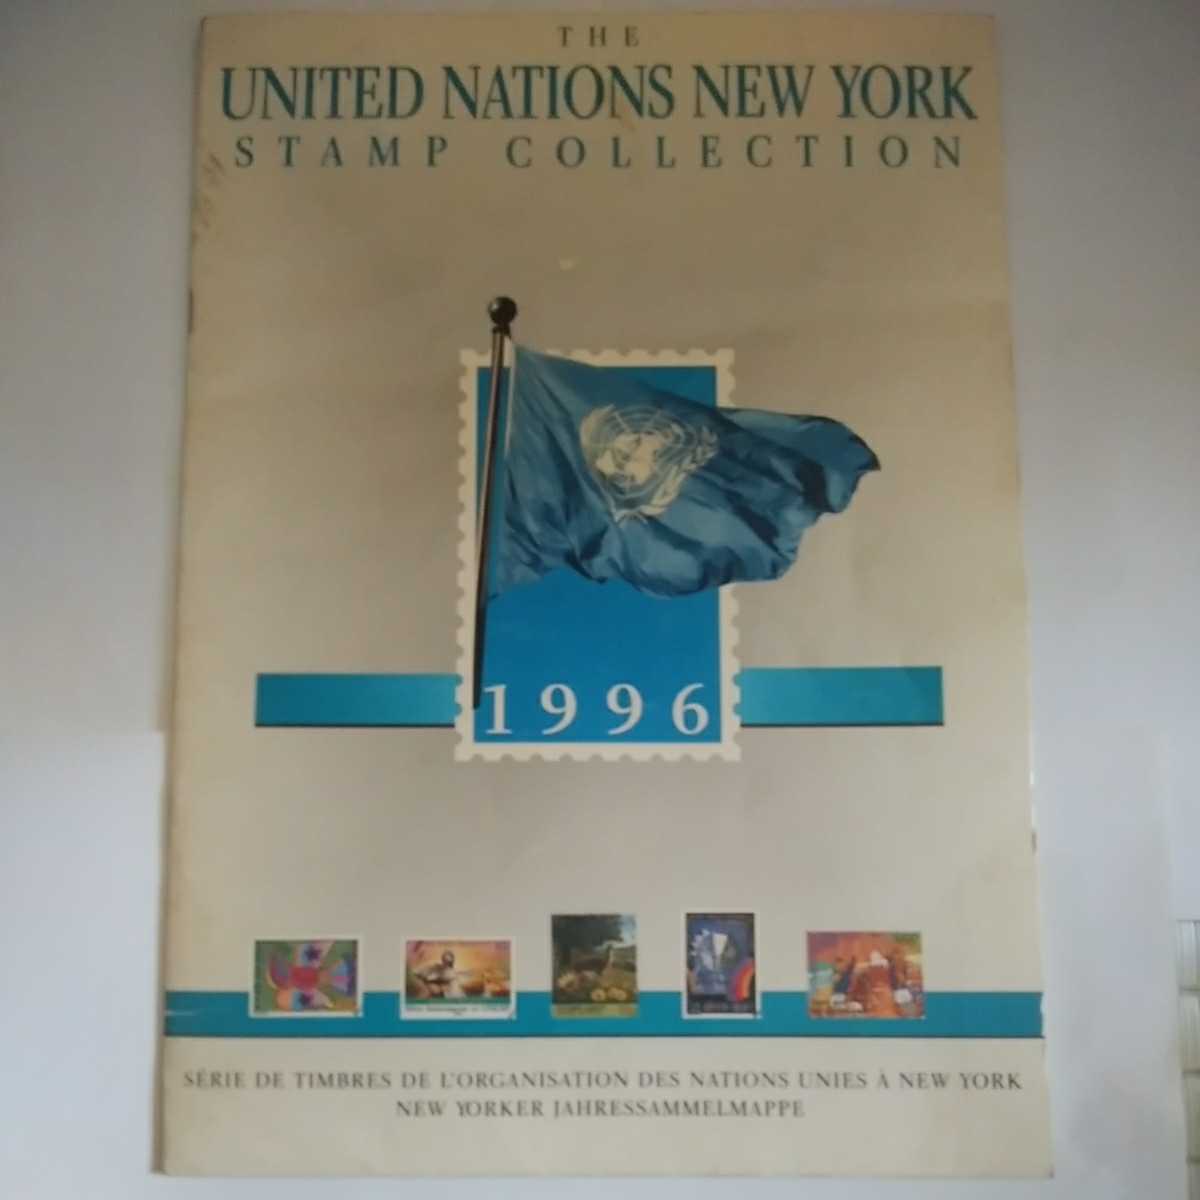 THE
UNITED NATIONS NEW YORK
STAMP COLLECTION
1996
SÉRIE DE TIMBRES DE L'ORGANISATION DES NATIONS UNIES À NEW YORK
NEW YORKER JAHRESSAMMELMAPPE